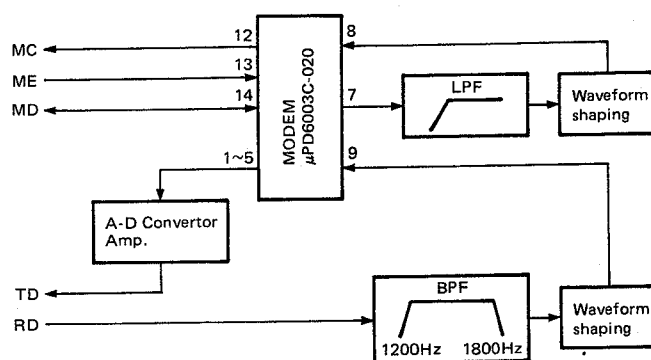 MC
12
8
ME
13
MD
14
MODEM
μPD6003C-020
7
LPF
Waveform
shaping
1~5
9
A-D Convertor
Amp.
TD
RD
BPF
1200Hz
1800Hz
Waveform
shaping